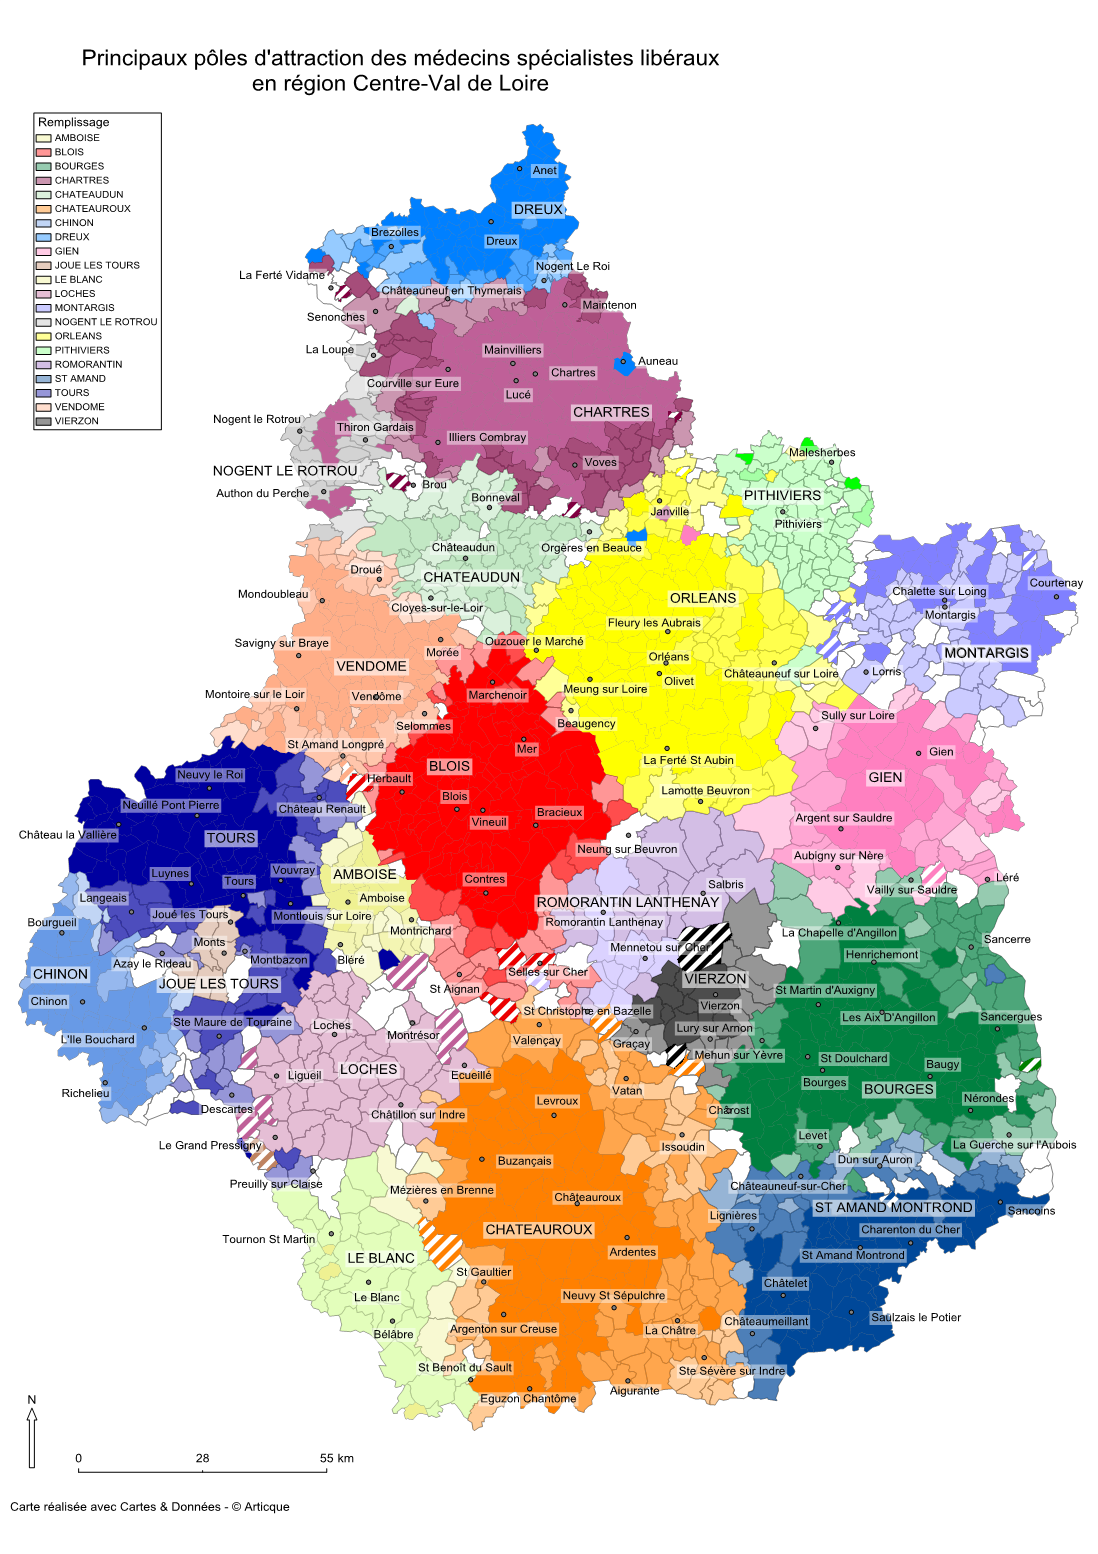 Principaux pôles d'attraction des médecins spécialistes libéraux
en région Centre-Val de Loire
Remplissage
AMBOISE
BLOIS
BOURGES
CHARTRES
CHATEAUDUN
CHATEAUROUX
CHINON
DREUX
GIEN
JOUE LES TOURS
LE BLANC
LOCHES
MONTARGIS
NOGENT LE ROTROU
ORLEANS
PITHIVIERS
ROMORANTIN
ST AMAND
TOURS
VENDOME
VIERZON
Anet
DREUX
Brezolles
Dreux
Nogent Le Roi
La Ferté Vidame
Châteauneuf en Thymerais
Maintenon
Senonches
La Loupe
Mainvilliers
Auneau
Courville sur Eure
Chartres
Lucé
CHARTRES
Nogent le Rotrou
Thiron Gardais
Illiers Combray
Malesherbes
NOGENT LE ROTROU
Voves
Brou
Authon du Perche
Bonneval
PITHIVIERS
Janville
Pithiviers
Châteaudun
Orgères en Beauce
Droué
CHATEAUDUN
Courtenay
Chalette sur Loing
Mondoubleau
Cloyes-sur-le-Loir
ORLEANS
Montargis
Fleury les Aubrais
Savigny sur Braye
Ouzouer le Marché
Morée
Orléans
MONTARGIS
VENDOME
Châteauneuf sur Loire
Lorris
Olivet
Montoire sur le Loir
Vendôme
Marchenoir
Meung sur Loire
Selommes
Beaugency
Sully sur Loire
St Amand Longpré
Mer
Gien
La Ferté St Aubin
BLOIS
Neuvy le Roi
Herbault
GIEN
Lamotte Beuvron
Neuillé Pont Pierre
Château Renault
Blois
Vineuil
Bracieux
Argent sur Sauldre
Château la Vallière
TOURS
Neung sur Beuvron
Aubigny sur Nère
Luynes
Vouvray
AMBOISE
Contres
Léré
Tours
Salbris
Vailly sur Sauldre
Langeais
Amboise
ROMORANTIN LANTHENAY
Joué les Tours
Montlouis sur Loire
Bourgueil
Montrichard
Romorantin Lanthenay
La Chapelle d'Angillon
Monts
Sancerre
Mennetou sur Cher
Azay le Rideau
Montbazon
Bléré
Henrichemont
CHINON
Selles sur Cher
JOUE LES TOURS
St Aignan
VIERZON
St Martin d'Auxigny
Chinon
Vierzon
St Christophe en Bazelle
Les Aix D'Angillon
Sancergues
Ste Maure de Touraine
Loches
Montrésor
Valençay
Lury sur Arnon
L'Ile Bouchard
Graçay
Mehun sur Yèvre
St Doulchard
Baugy
LOCHES
Ligueil
Ecueillé
Bourges
Richelieu
Vatan
BOURGES
Nérondes
Descartes
Châtillon sur Indre
Levroux
Chârost
Levet
La Guerche sur l'Aubois
Le Grand Pressigny
Issoudun
Buzançais
Dun sur Auron
Preuilly sur Claise
Mézières en Brenne
Châteauneuf-sur-Cher
Châteauroux
ST AMAND MONTROND
Sancoins
Lignières
CHATEAUROUX
Charenton du Cher
Tournon St Martin
Ardentes
St Amand Montrond
LE BLANC
St Gaultier
Châtelet
Le Blanc
Neuvy St Sépulchre
Saulzais le Potier
Bélâbre
Argenton sur Creuse
La Châtre
Châteaumeillant
St Benoît du Sault
Ste Sévère sur Indre
Eguzon Chantôme
Aigurante
N
0 28 55 km
Carte réalisée avec Cartes & Données - © Articque